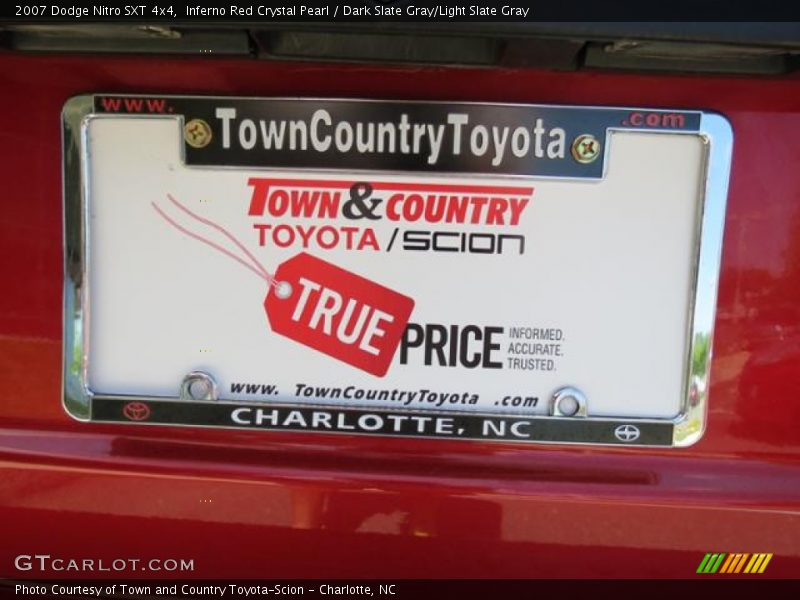 2007 Dodge Nitro SXT 4x4,  Inferno Red Crystal Pearl / Dark Slate Gray/Light Slate Gray
www. .com
TownCountryToyota
TOWN & COUNTRY
TOYOTA / SCION
TRUE
PRICE
INFORMED.
ACCURATE.
TRUSTED.
www. TownCountryToyota .com
CHARLOTTE, NC
GTCARLOT.COM
Photo Courtesy of Town and Country Toyota-Scion - Charlotte, NC